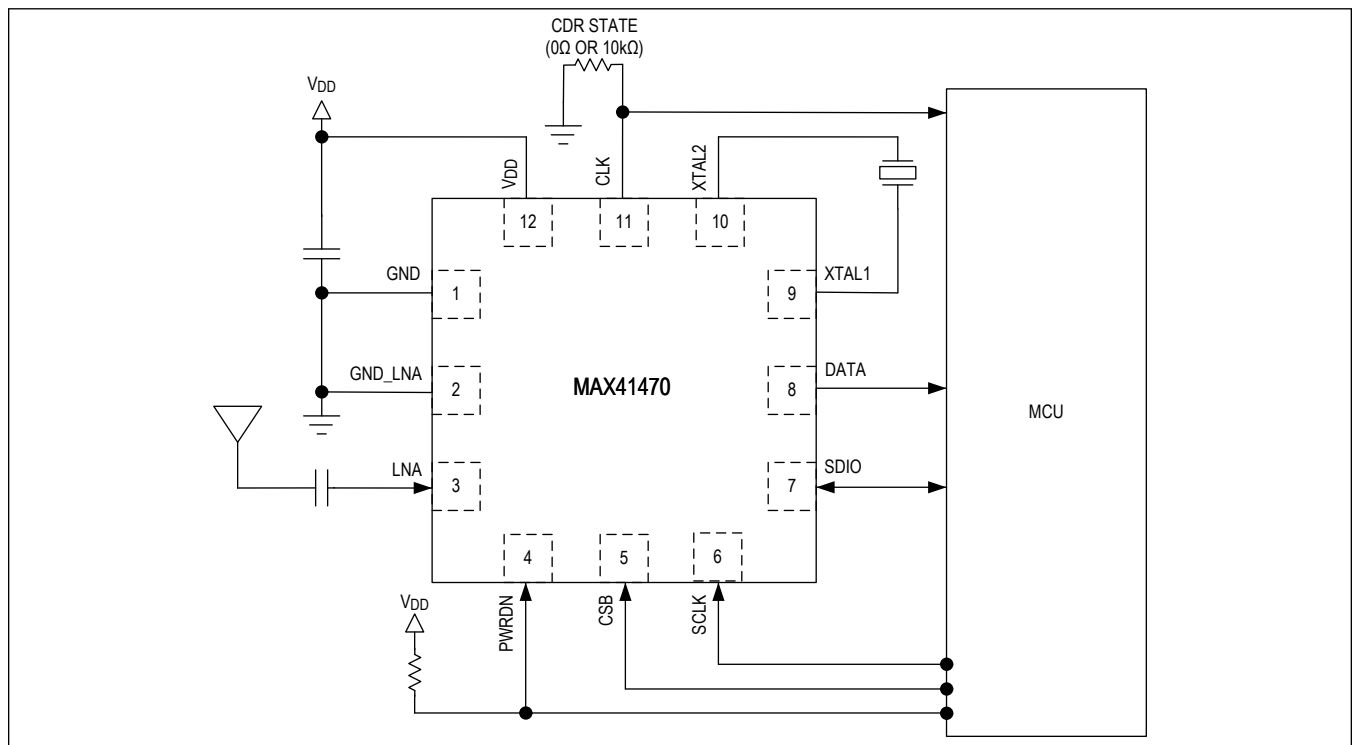 CDR STATE
(0Ω OR 10kΩ)
VDD
VDD
CLK
XTAL2
12
11
10
GND
1
9
XTAL1
GND_LNA
2
MAX41470
8
DATA
MCU
LNA
3
7
SDIO
4
5
6
VDD
PWRDN
CSB
SCLK